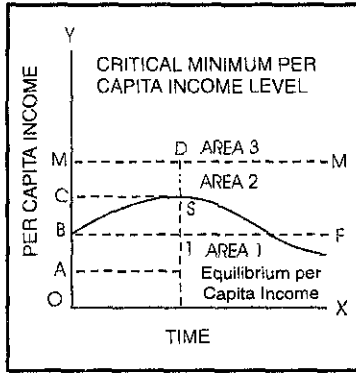 Y
CRITICAL MINIMUM PER
CAPITA INCOME LEVEL
PER CAPITA INCOME
D AREA 3
M M
AREA 2
C
S
B F
1 AREA 1
A
Equilibrium per
Capita Income
O X
TIME